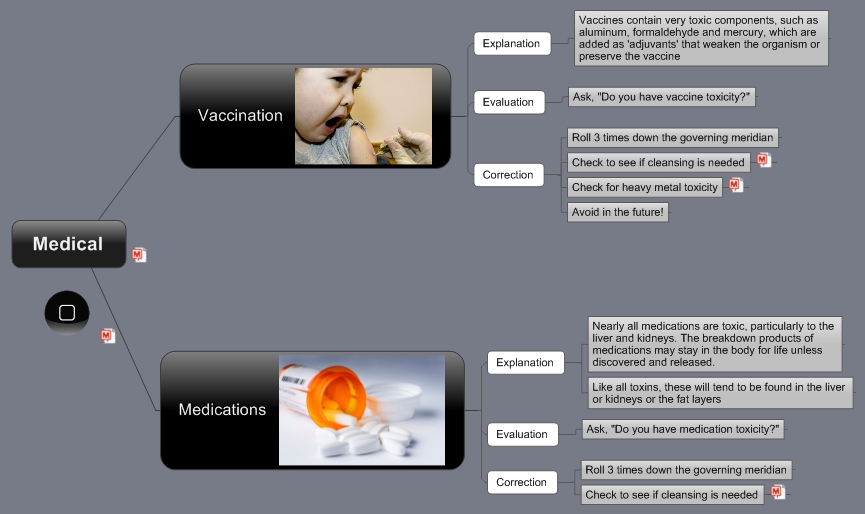 Medical
Vaccination
Explanation
Vaccines contain very toxic components, such as
aluminum, formaldehyde and mercury, which are
added as 'adjuvants' that weaken the organism or
preserve the vaccine
Evaluation
Ask, "Do you have vaccine toxicity?"
Correction
Roll 3 times down the governing meridian
Check to see if cleansing is needed
M
Check for heavy metal toxicity
M
Avoid in the future!
M
M
Medications
Explanation
Nearly all medications are toxic, particularly to the
liver and kidneys. The breakdown products of
medications may stay in the body for life unless
discovered and released.
Like all toxins, these will tend to be found in the liver
or kidneys or the fat layers
Evaluation
Ask, "Do you have medication toxicity?"
Correction
Roll 3 times down the governing meridian
Check to see if cleansing is needed
M